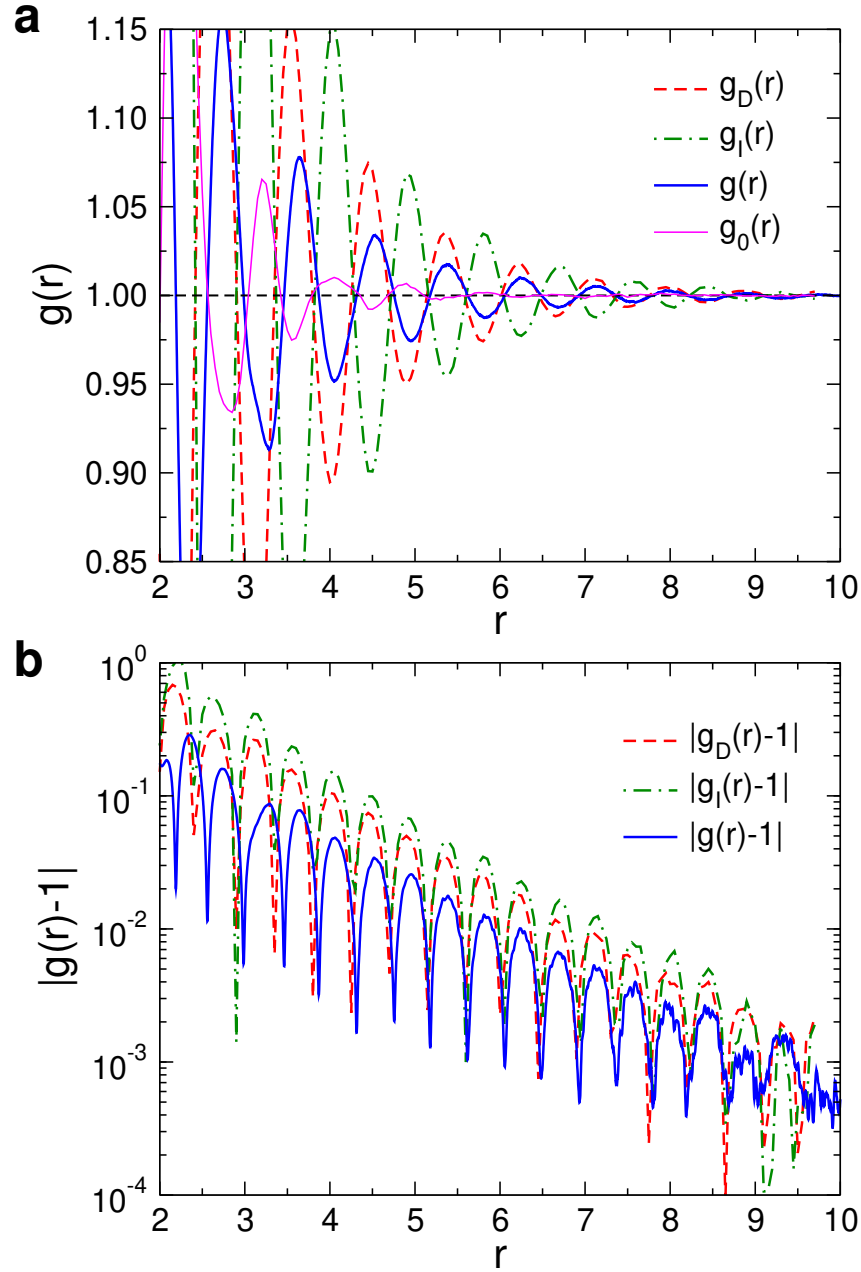 a
1.15
1.10
1.05
1.00
0.95
0.90
0.85
g(r)
g_D(r)
g_I(r)
g(r)
g_0(r)
2 3 4 5 6 7 8 9 10
r
b
10^0
10^-1
10^-2
10^-3
10^-4
|g(r)-1|
|g_D(r)-1|
|g_I(r)-1|
|g(r)-1|
2 3 4 5 6 7 8 9 10
r